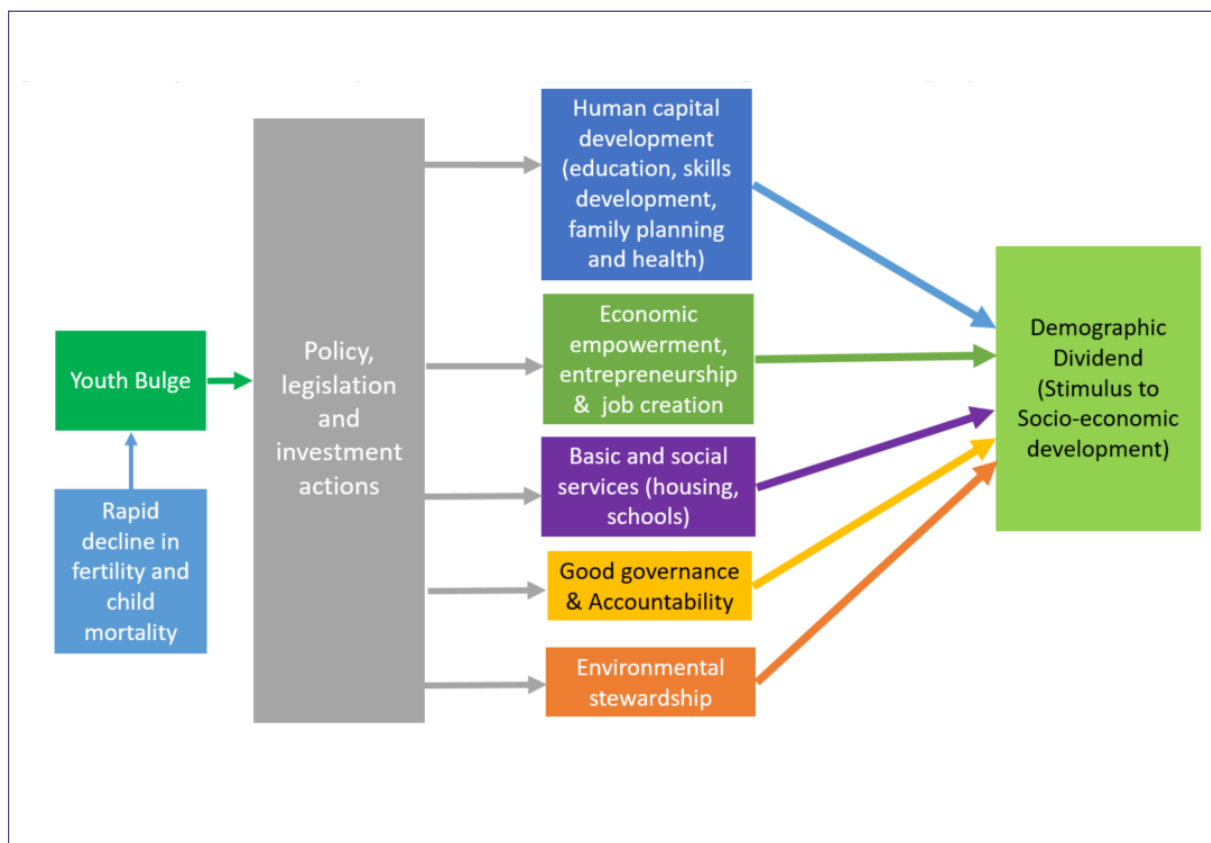 Human capital
development
(education, skills
development,
family planning
and health)
Economic
empowerment,
entrepreneurship
& job creation
Basic and social
services (housing,
schools)
Good governance
& Accountability
Environmental
stewardship
Policy,
legislation
and
investment
actions
Youth Bulge
Rapid
decline in
fertility and
child
mortality
Demographic
Dividend
(Stimulus to
Socio-economic
development)